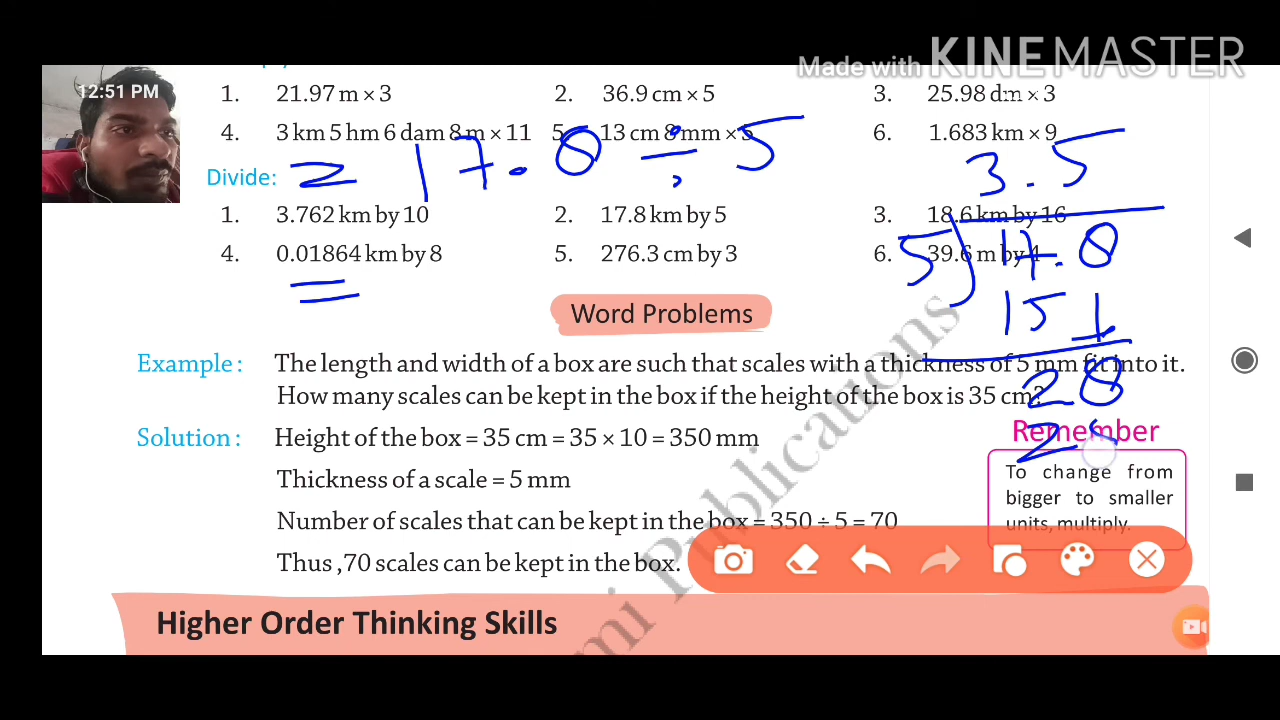 Made with KINEMASTER
12:51 PM
1. 21.97 m × 3 2. 36.9 cm × 5 3. 25.98 dm × 3
4. 3 km 5 hm 6 dam 8 m × 11 5. 13 cm 8 mm × 5 6. 1.683 km × 9
17.8 ÷ 5
3.5
Divide:
1. 3.762 km by 10 2. 17.8 km by 5 3. 18.6 km by 16
5 17.8
4. 0.01864 km by 8 5. 276.3 cm by 3 6. 39.6 m by 4
15
Word Problems
Example : The length and width of a box are such that scales with a thickness of 5 mm fit into it.
28
How many scales can be kept in the box if the height of the box is 35 cm?
2
Solution : Height of the box = 35 cm = 35 × 10 = 350 mm
Remember
To change from
bigger to smaller
units, multiply.
Thickness of a scale = 5 mm
Number of scales that can be kept in the box = 350 ÷ 5 = 70
Thus ,70 scales can be kept in the box.
Publications
Higher Order Thinking Skills